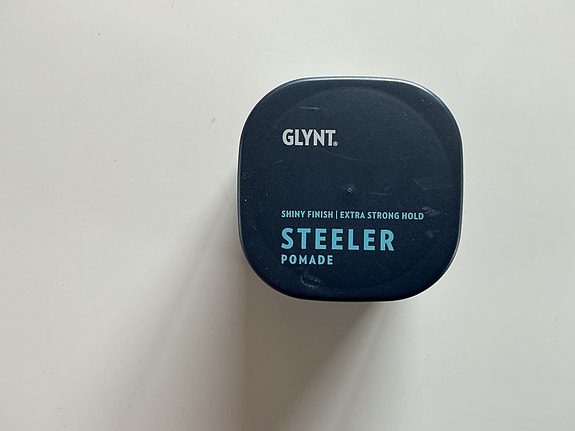 GLYNT®
SHINY FINISH | EXTRA STRONG HOLD
STEELER
POMADE